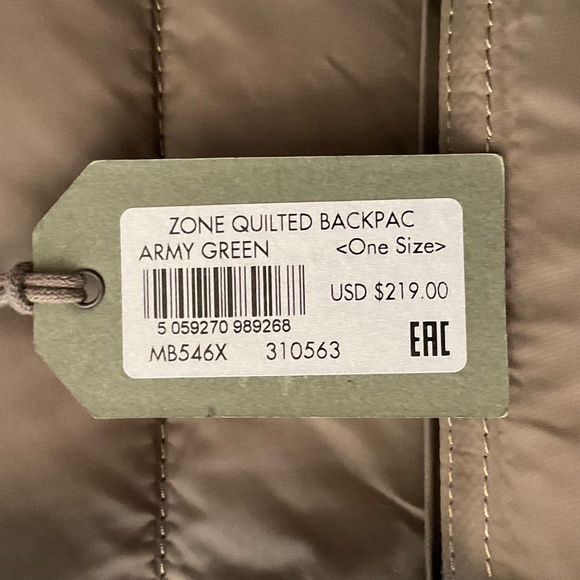 ZONE QUILTED BACKPAC
ARMY GREEN <One Size>
USD $219.00
5 059270 989268
MB546X 310563 EAC